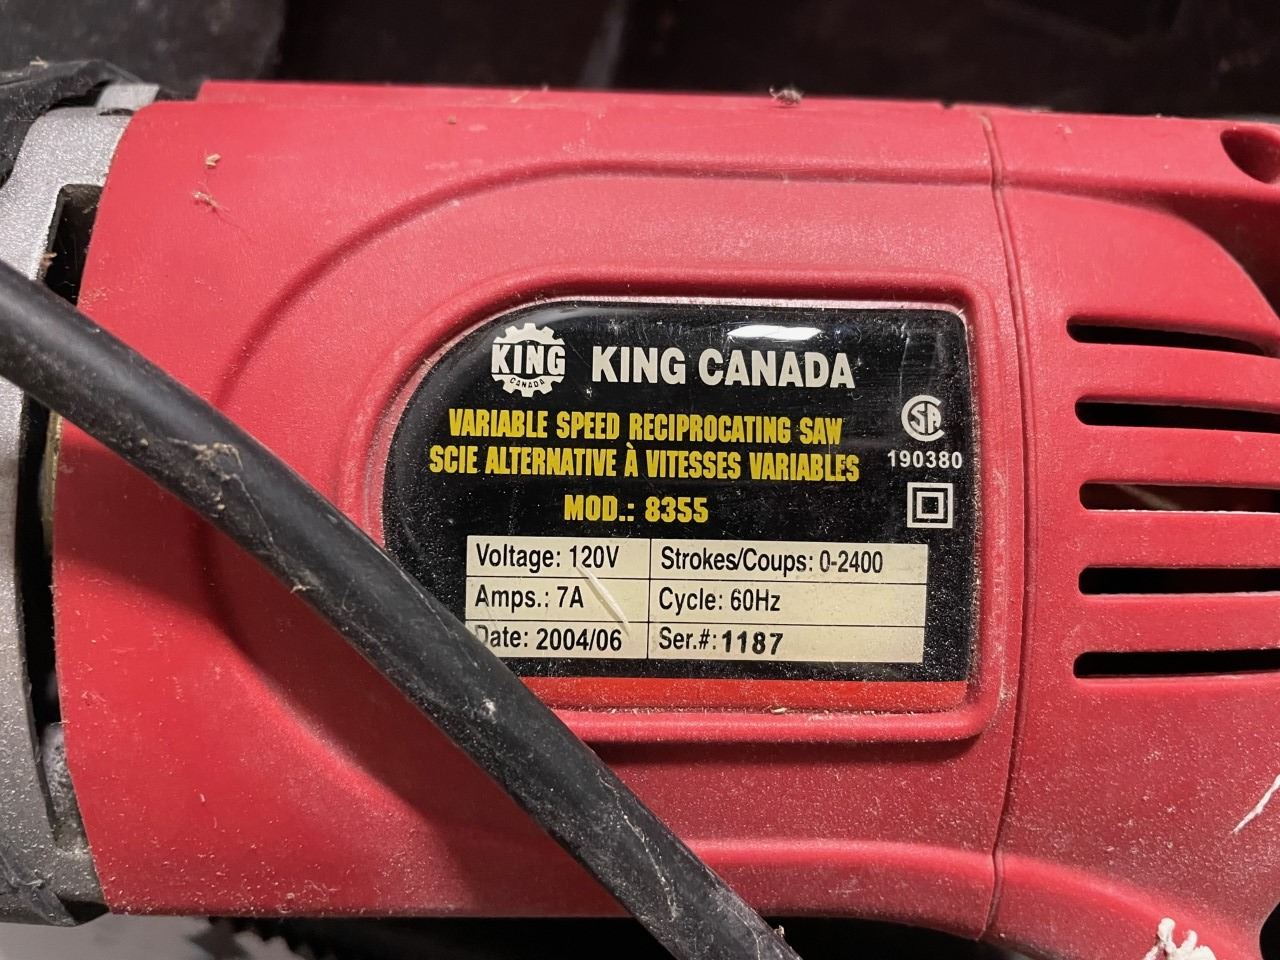 KING
CANADA
KING CANADA
VARIABLE SPEED RECIPROCATING SAW
SCIE ALTERNATIVE À VITESSES VARIABLES
MOD.: 8355
SA
190380
Voltage: 120V
Strokes/Coups: 0-2400
Amps.: 7A
Cycle: 60Hz
Date: 2004/06
Ser.#: 1187